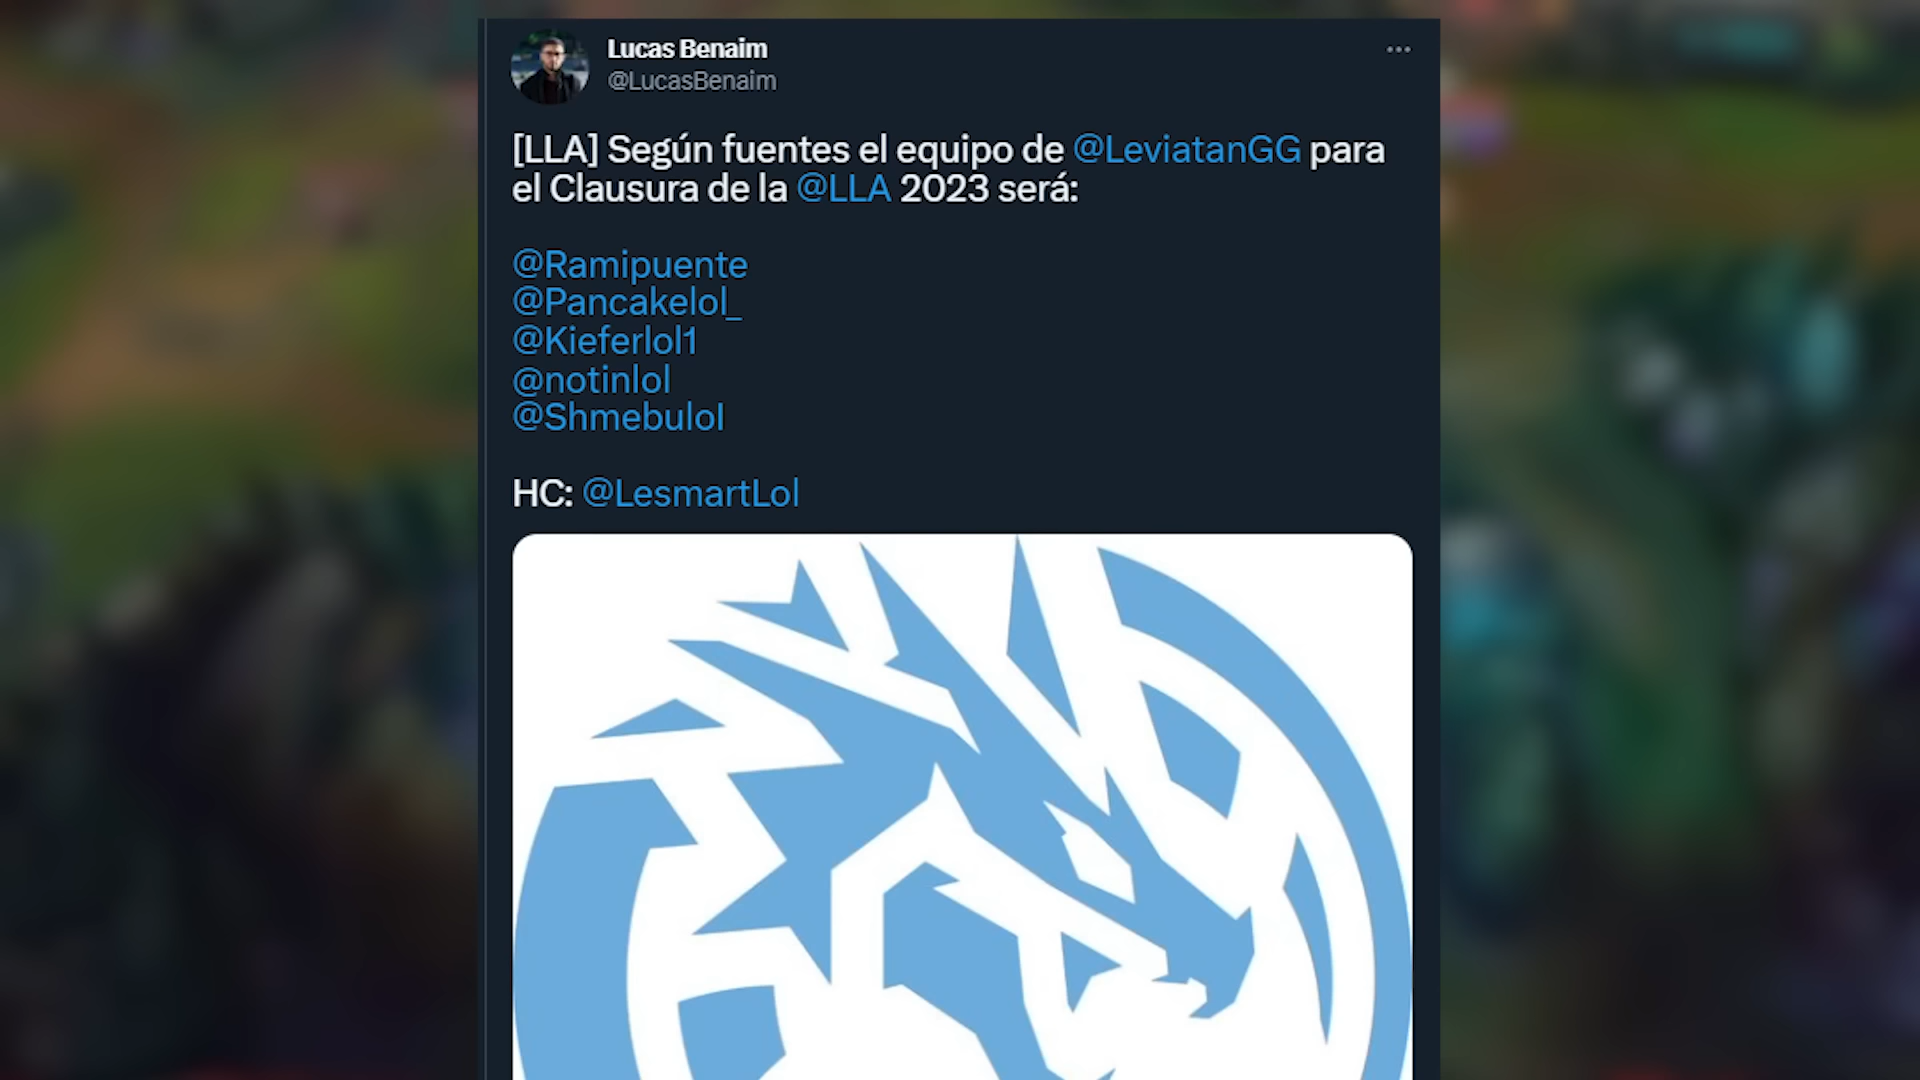 Lucas Benaim
@LucasBenaim
[LLA] Según fuentes el equipo de @LeviatanGG para
el Clausura de la @LLA 2023 será:
@Ramipuente
@Pancakelol_
@Kieferlol1
@notinlol
@Shmebulol
HC: @LesmartLol